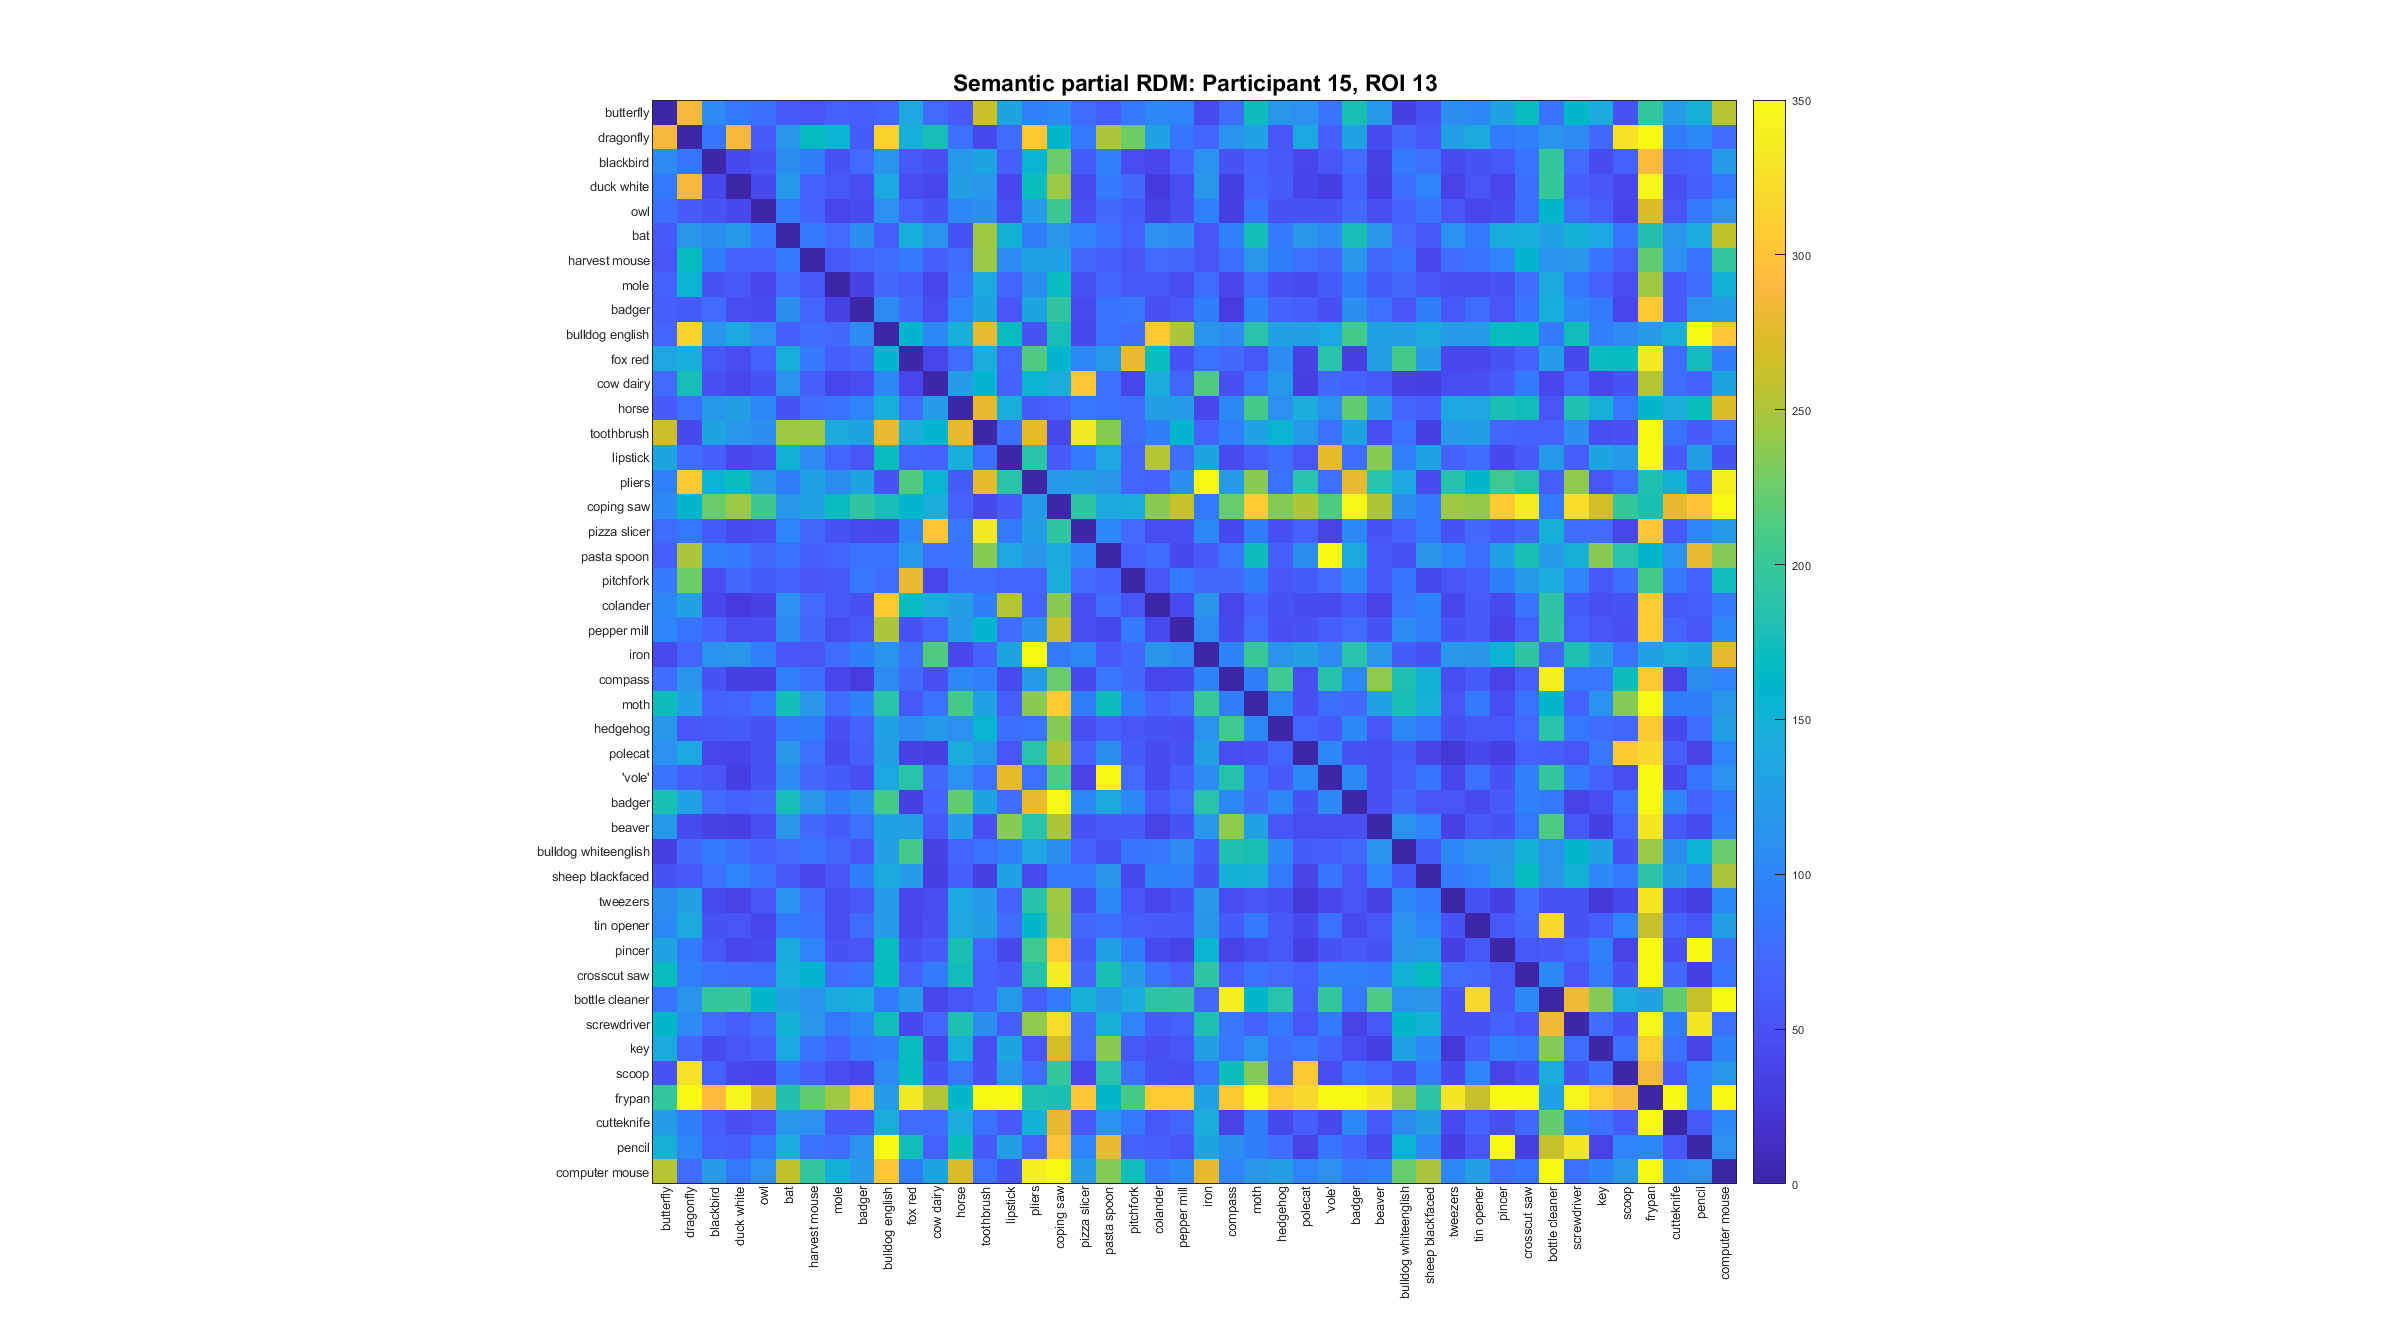 Semantic partial RDM: Participant 15, ROI 13
butterfly
dragonfly
blackbird
duck white
owl
bat
harvest mouse
mole
badger
bulldog english
fox red
cow dairy
horse
toothbrush
lipstick
pliers
coping saw
pizza slicer
pasta spoon
pitchfork
colander
pepper mill
iron
compass
moth
hedgehog
polecat
'vole'
badger
beaver
bulldog whiteenglish
sheep blackfaced
tweezers
tin opener
pincer
crosscut saw
bottle cleaner
screwdriver
key
scoop
frypan
cutteknife
pencil
computer mouse
butterfly
dragonfly
blackbird
duck white
owl
bat
harvest mouse
mole
badger
bulldog english
fox red
cow dairy
horse
toothbrush
lipstick
pliers
coping saw
pizza slicer
pasta spoon
pitchfork
colander
pepper mill
iron
compass
moth
hedgehog
polecat
'vole'
badger
beaver
bulldog whiteenglish
sheep blackfaced
tweezers
tin opener
pincer
crosscut saw
bottle cleaner
screwdriver
key
scoop
frypan
cutteknife
pencil
computer mouse
350
300
250
200
150
100
50
0